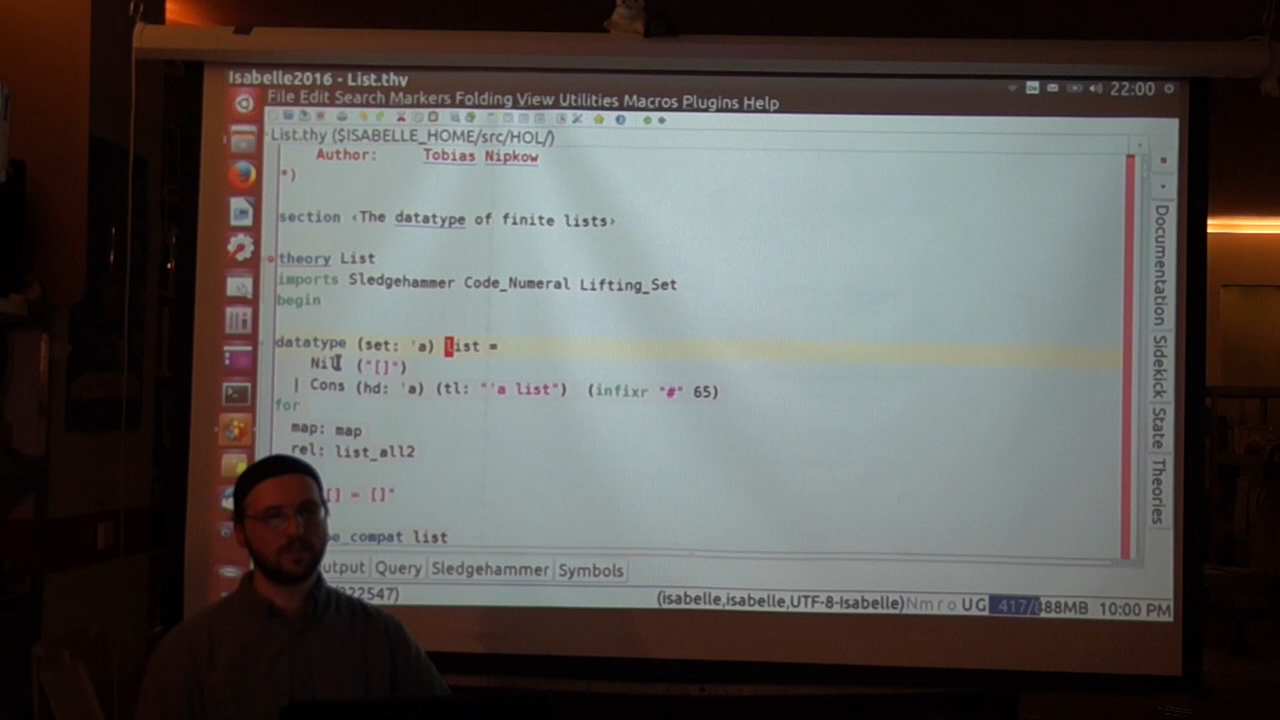 Isabelle2016 - List.thy
22:00
File Edit Search Markers Folding View Utilities Macros Plugins Help
List.thy ($ISABELLE_HOME/src/HOL/)
Author: Tobias Nipkow
*)
section ‹The datatype of finite lists›
theory List
imports Sledgehammer Code_Numeral Lifting_Set
begin
datatype (set: 'a) list =
Nil ("[]")
| Cons (hd: 'a) (tl: "'a list") (infixr "#" 65)
for
map: map
rel: list_all2
[] = []"
_compat list
Query Sledgehammer Symbols
Documentation Sidekick State Theories
(isabelle,isabelle,UTF-8-Isabelle)Nmro UG 417/ 88MB 10:00 PM